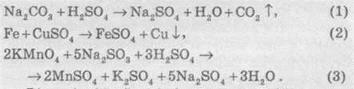 Na₂CO₃ + H₂SO₄ → Na₂SO₄ + H₂O + CO₂ ↑, (1)
Fe + CuSO₄ → FeSO₄ + Cu ↓, (2)
2KMnO₄ + 5Na₂SO₃ + 3H₂SO₄ →
→ 2MnSO₄ + K₂SO₄ + 5Na₂SO₄ + 3H₂O . (3)